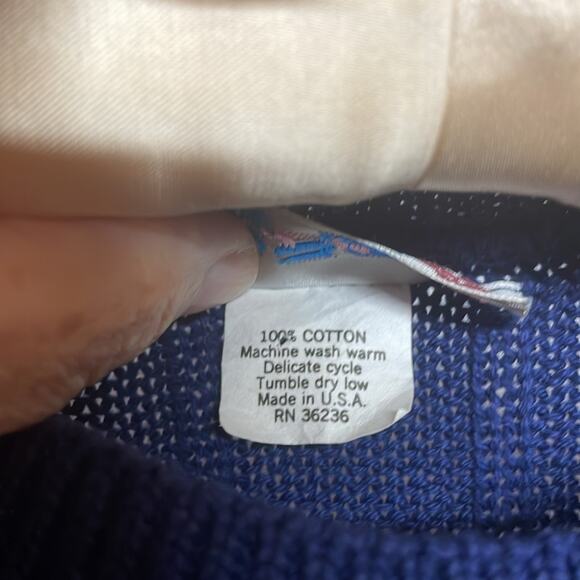 100% COTTON
Machine wash warm
Delicate cycle
Tumble dry low
Made in U.S.A.
RN 36236